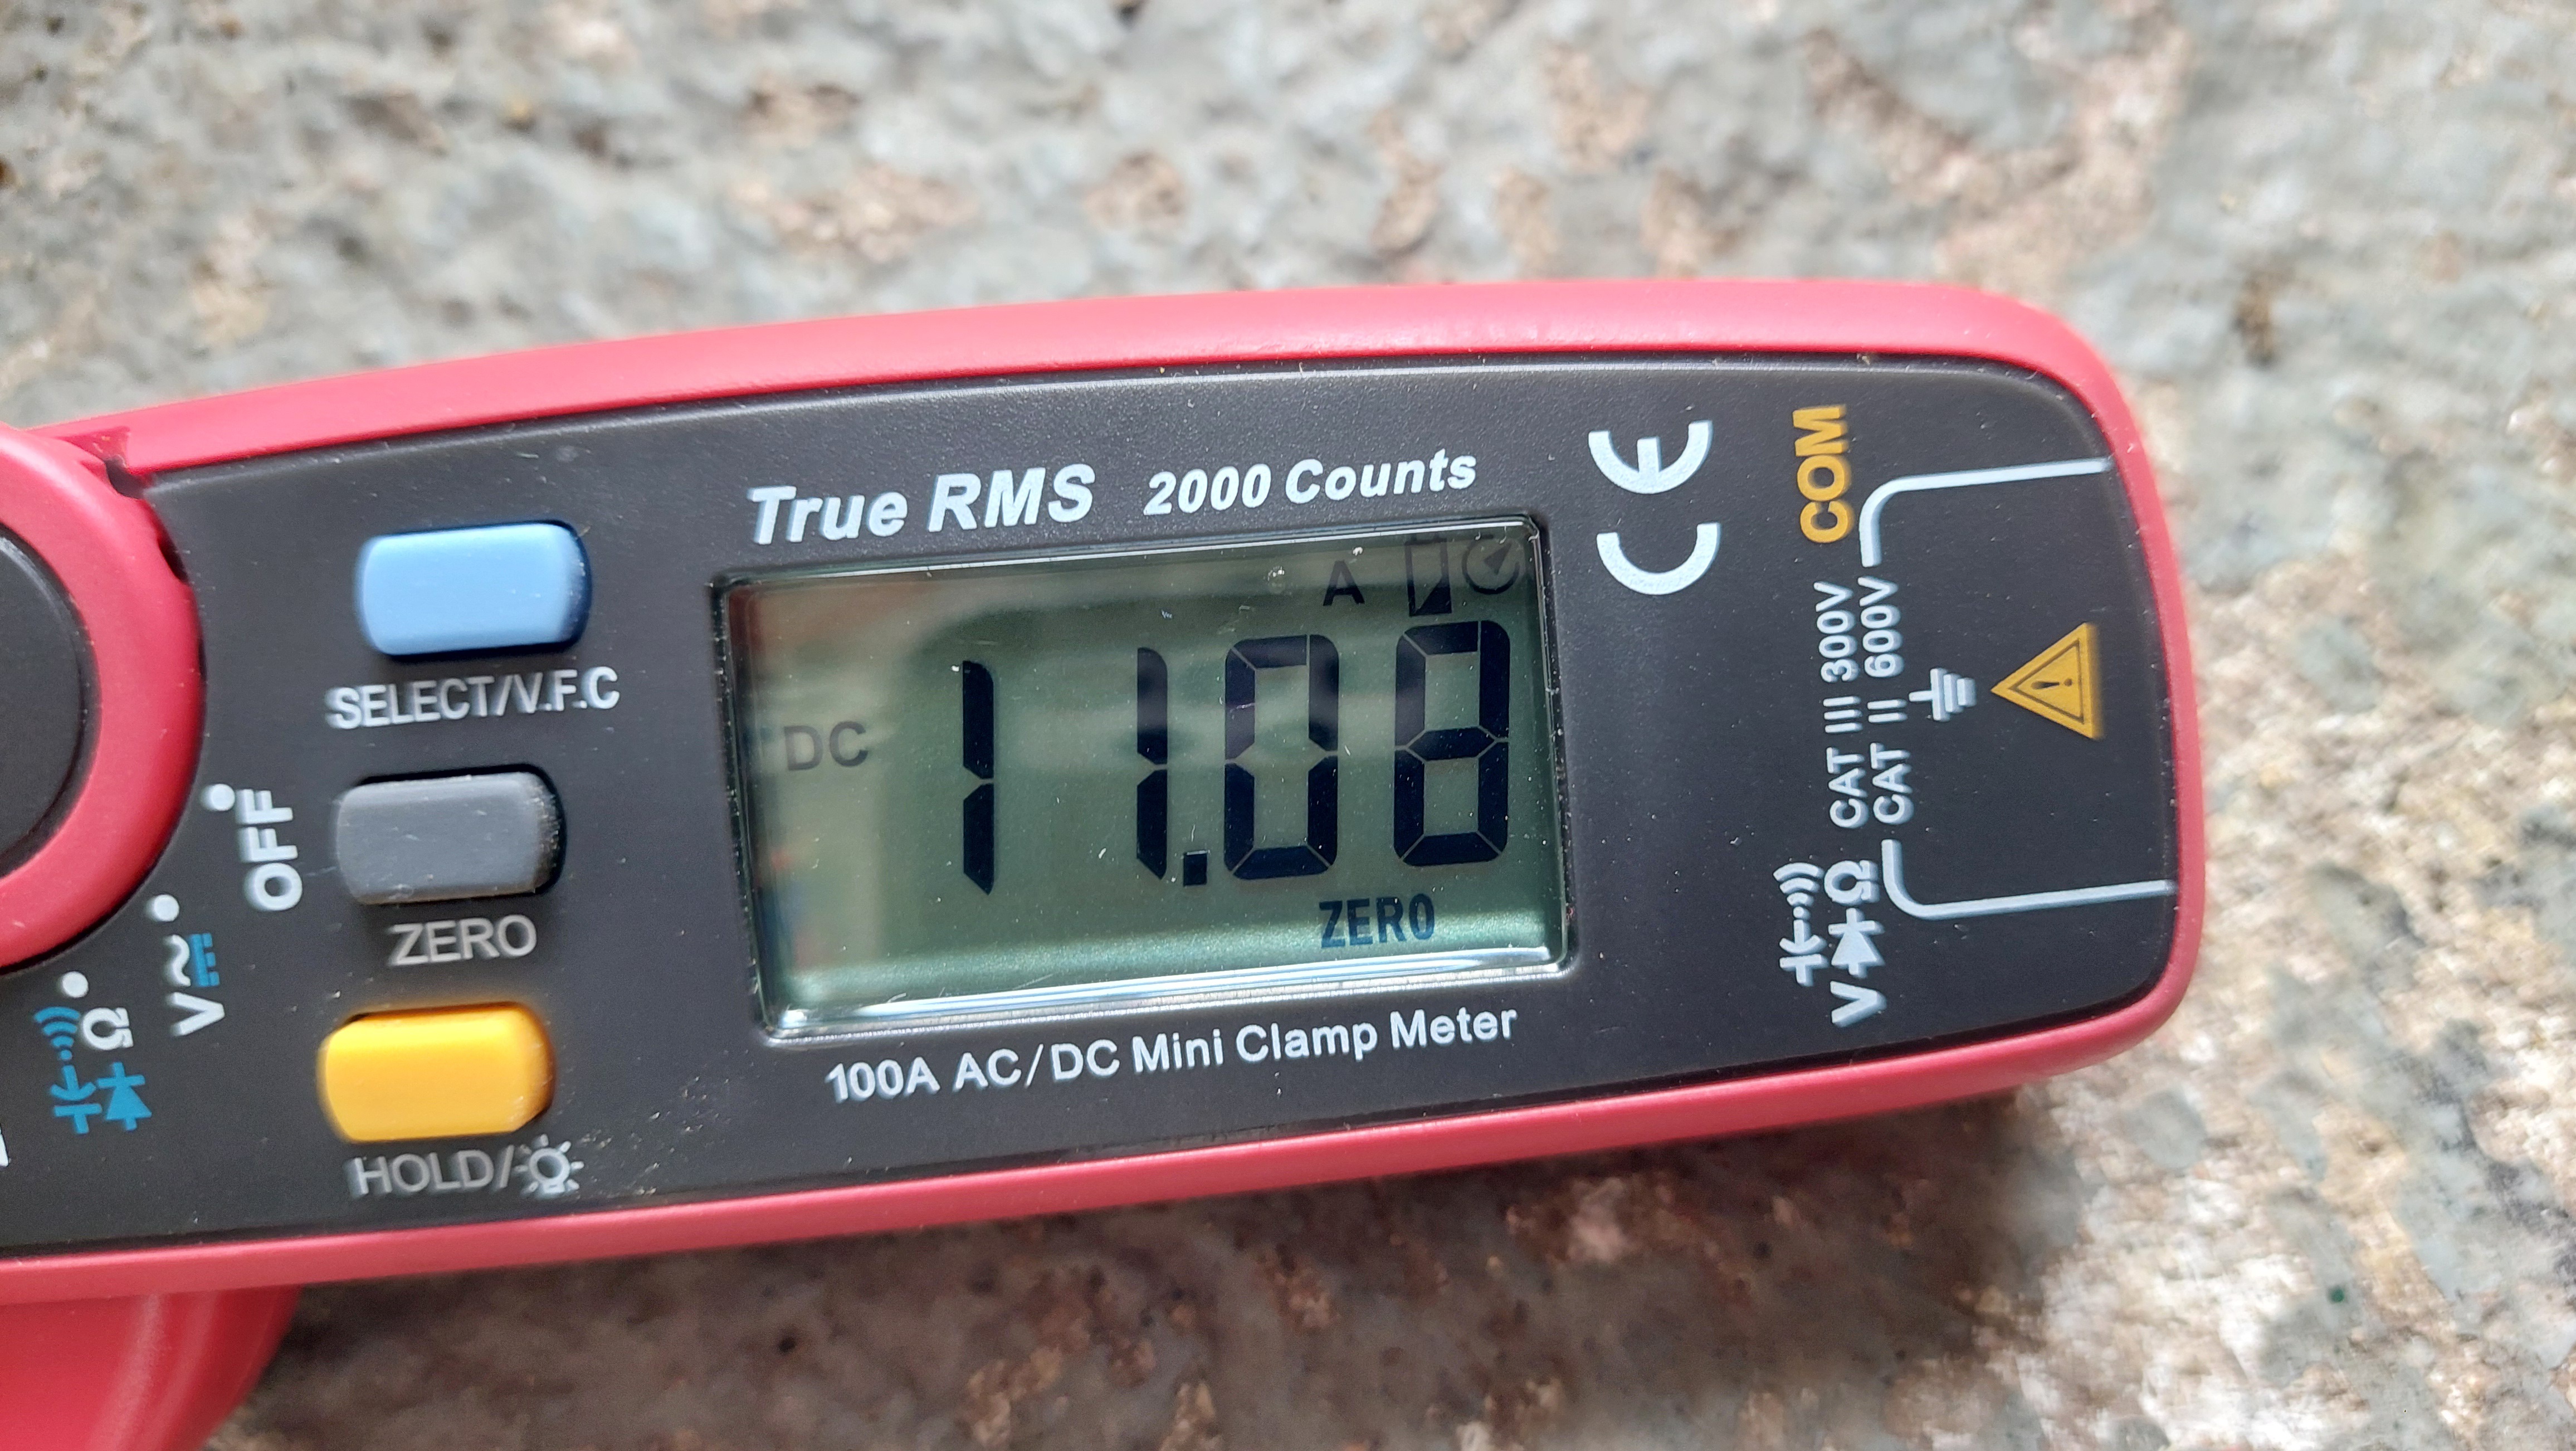 True RMS 2000 Counts
A
DC 11.08
ZERO
100A AC/DC Mini Clamp Meter
SELECT/V.F.C
ZERO
HOLD/
OFF
V
Ω
CE
COM
CAT III 300V
CAT II 600V
V Ω